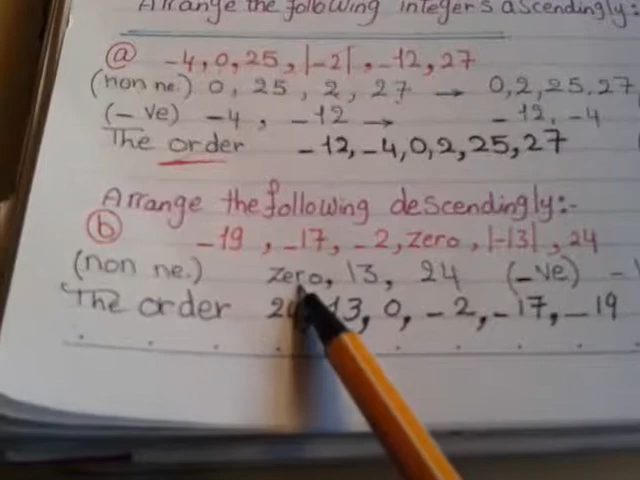 Arrange the following integers ascendingly:
(a) -4, 0, 25, |-2|, -12, 27
(non ne.) 0, 25, 2, 27 → 0, 2, 25, 27
(-ve) -4, -12 → -12, -4
The order -12, -4, 0, 2, 25, 27
Arrange the following descendingly:-
(b) -19, -17, -2, zero, |-13|, 24
(non ne.) zero, 13, 24 (-ve)
The order 13, 0, -2, -17, -19